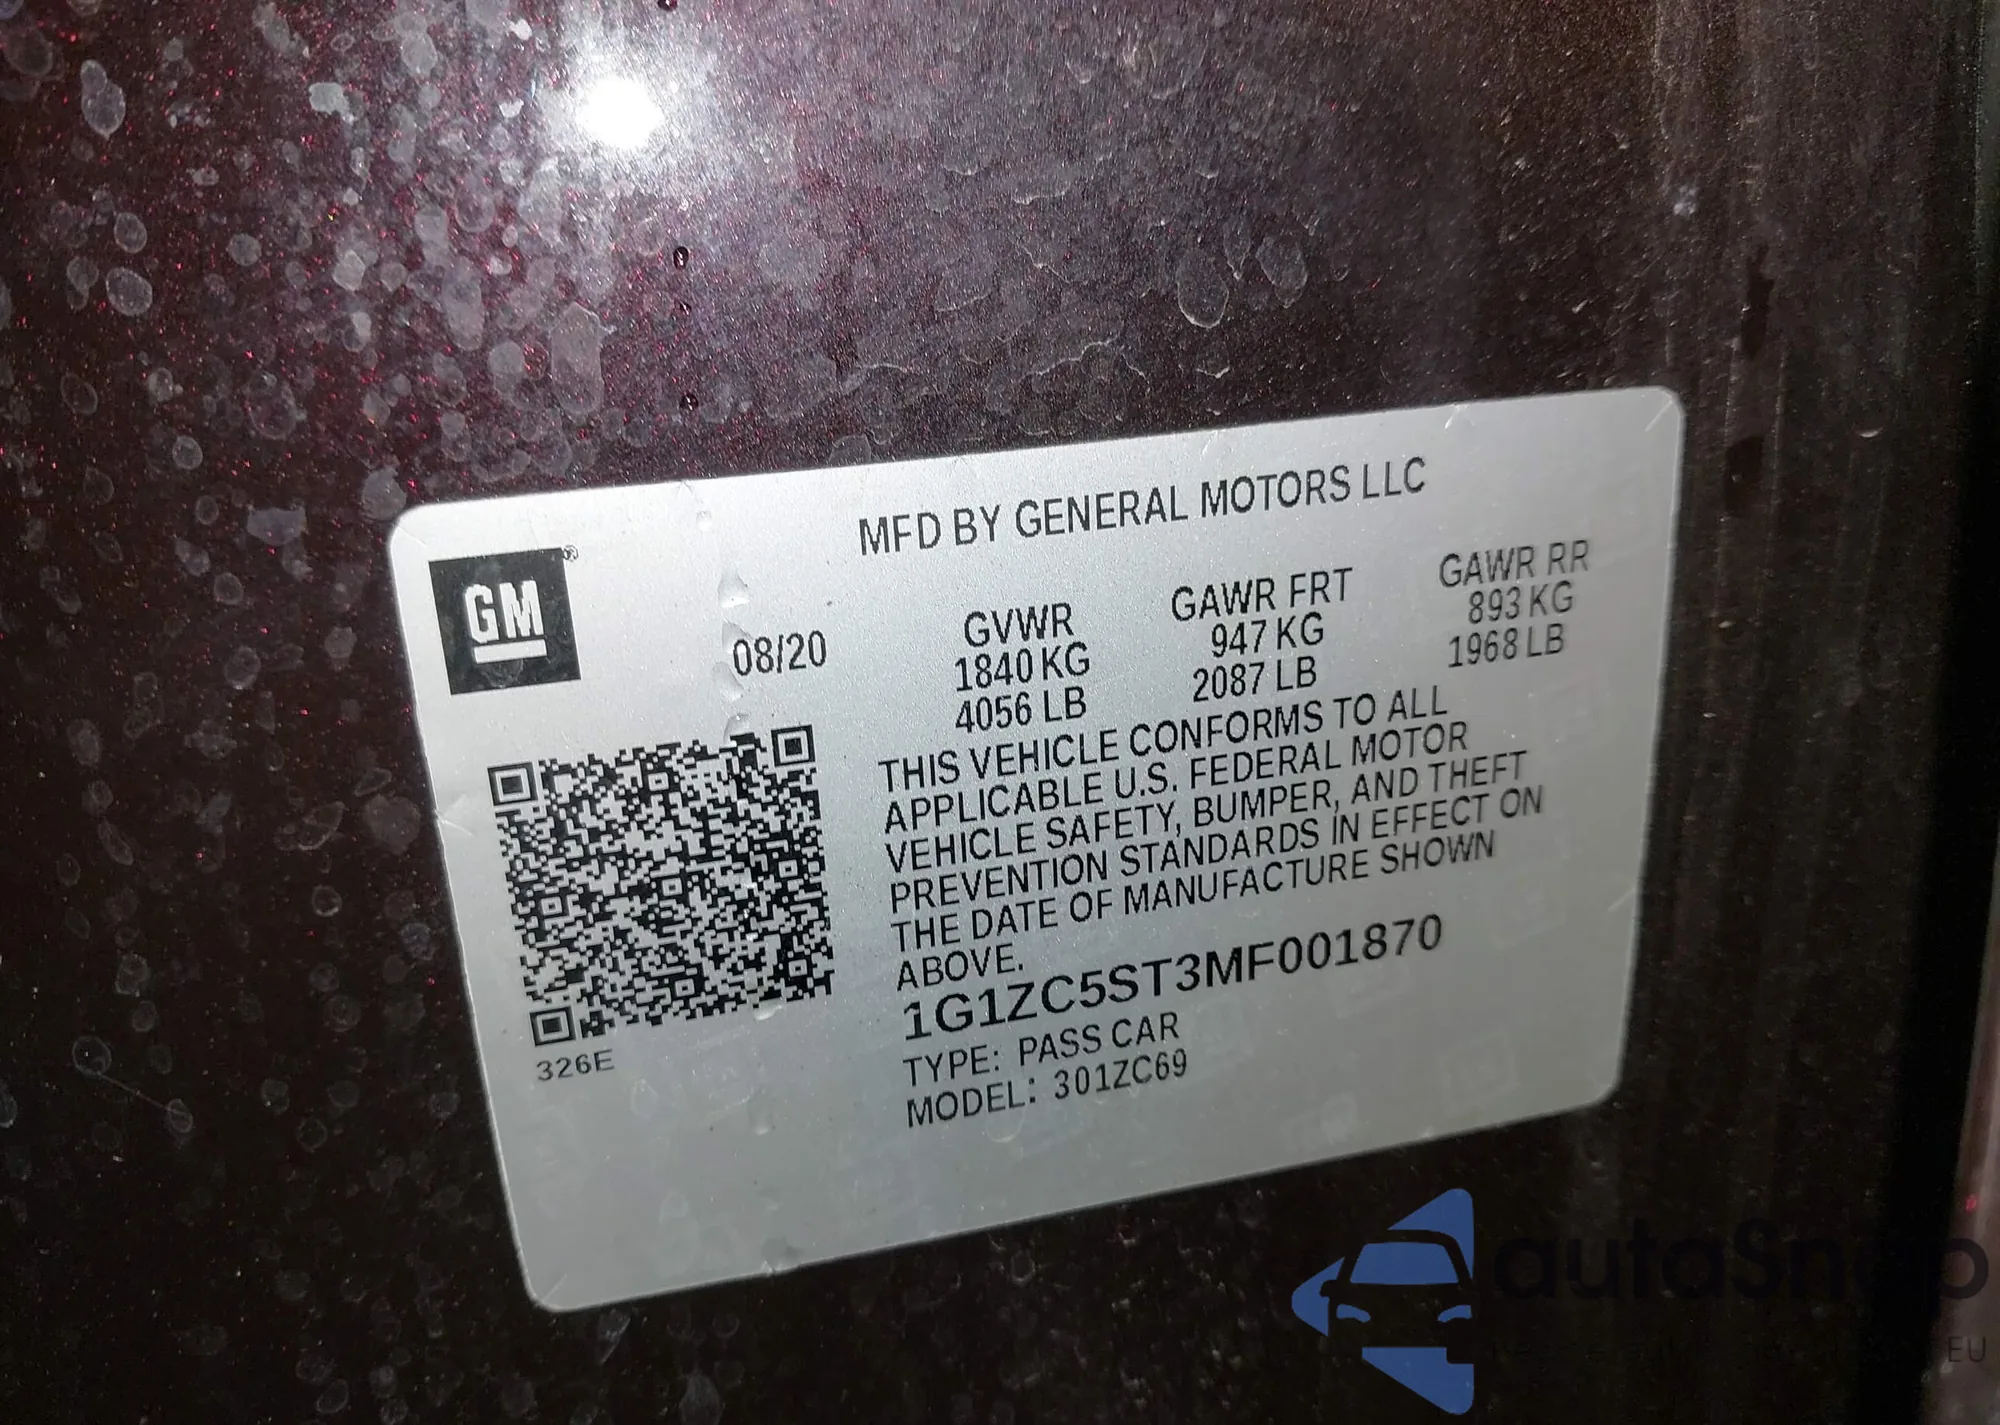 MFD BY GENERAL MOTORS LLC
GM®
08/20
GVWR
1840 KG
4056 LB
GAWR FRT
947 KG
2087 LB
GAWR RR
893 KG
1968 LB
THIS VEHICLE CONFORMS TO ALL
APPLICABLE U.S. FEDERAL MOTOR
VEHICLE SAFETY, BUMPER, AND THEFT
PREVENTION STANDARDS IN EFFECT ON
THE DATE OF MANUFACTURE SHOWN
ABOVE.
1G1ZC5ST3MF001870
TYPE: PASS CAR
MODEL: 301ZC69
326E
autaSnap
EU